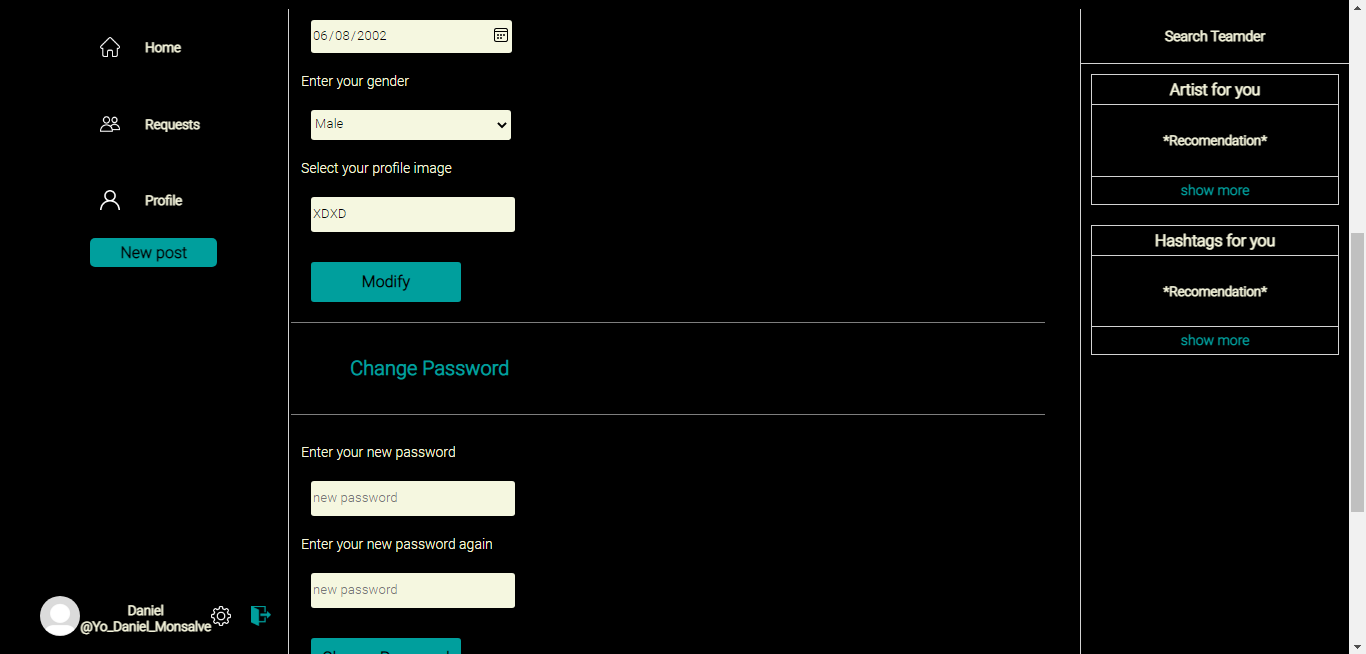 Home
Requests
Profile
New post
Daniel
@Yo_Daniel_Monsalve
06/08/2002
Enter your gender
Male
Select your profile image
XDXD
Modify
Change Password
Enter your new password
new password
Enter your new password again
new password
Change Password
Search Teamder
Artist for you
*Recomendation*
show more
Hashtags for you
*Recomendation*
show more